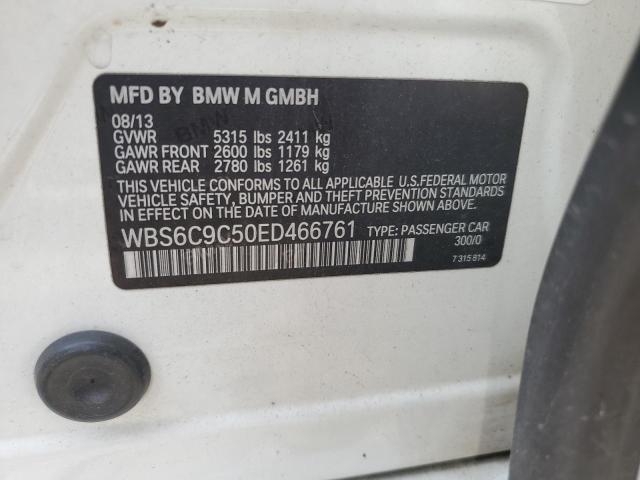 MFD BY BMW M GMBH
08/13
GVWR 5315 lbs 2411 kg
GAWR FRONT 2600 lbs 1179 kg
GAWR REAR 2780 lbs 1261 kg
THIS VEHICLE CONFORMS TO ALL APPLICABLE U.S.FEDERAL MOTOR
VEHICLE SAFETY, BUMPER AND THEFT PREVENTION STANDARDS
IN EFFECT ON THE DATE OF MANUFACTURE SHOWN ABOVE.
WBS6C9C50ED466761 TYPE: PASSENGER CAR
300/0
7 315 814